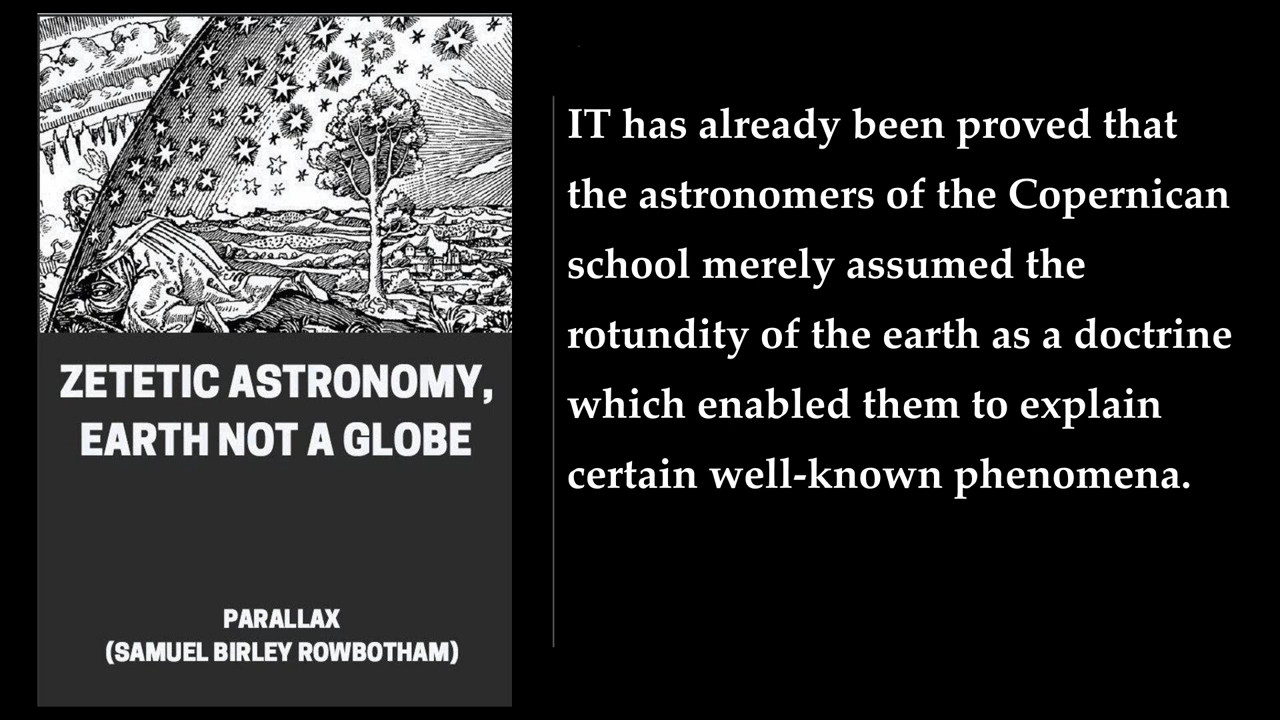 ZETETIC ASTRONOMY,
EARTH NOT A GLOBE
PARALLAX
(SAMUEL BIRLEY ROWBOTHAM)
IT has already been proved that
the astronomers of the Copernican
school merely assumed the
rotundity of the earth as a doctrine
which enabled them to explain
certain well-known phenomena.